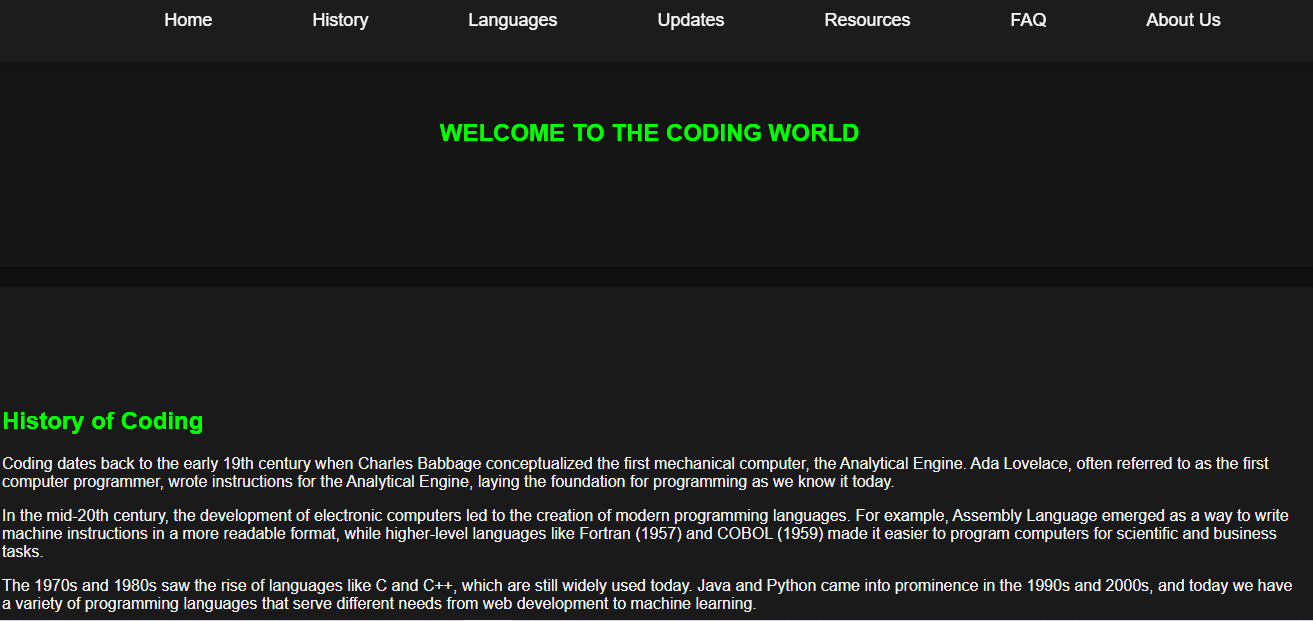 Home History Languages Updates Resources FAQ About Us
WELCOME TO THE CODING WORLD
History of Coding
Coding dates back to the early 19th century when Charles Babbage conceptualized the first mechanical computer, the Analytical Engine. Ada Lovelace, often referred to as the first
computer programmer, wrote instructions for the Analytical Engine, laying the foundation for programming as we know it today.
In the mid-20th century, the development of electronic computers led to the creation of modern programming languages. For example, Assembly Language emerged as a way to write
machine instructions in a more readable format, while higher-level languages like Fortran (1957) and COBOL (1959) made it easier to program computers for scientific and business
tasks.
The 1970s and 1980s saw the rise of languages like C and C++, which are still widely used today. Java and Python came into prominence in the 1990s and 2000s, and today we have
a variety of programming languages that serve different needs from web development to machine learning.